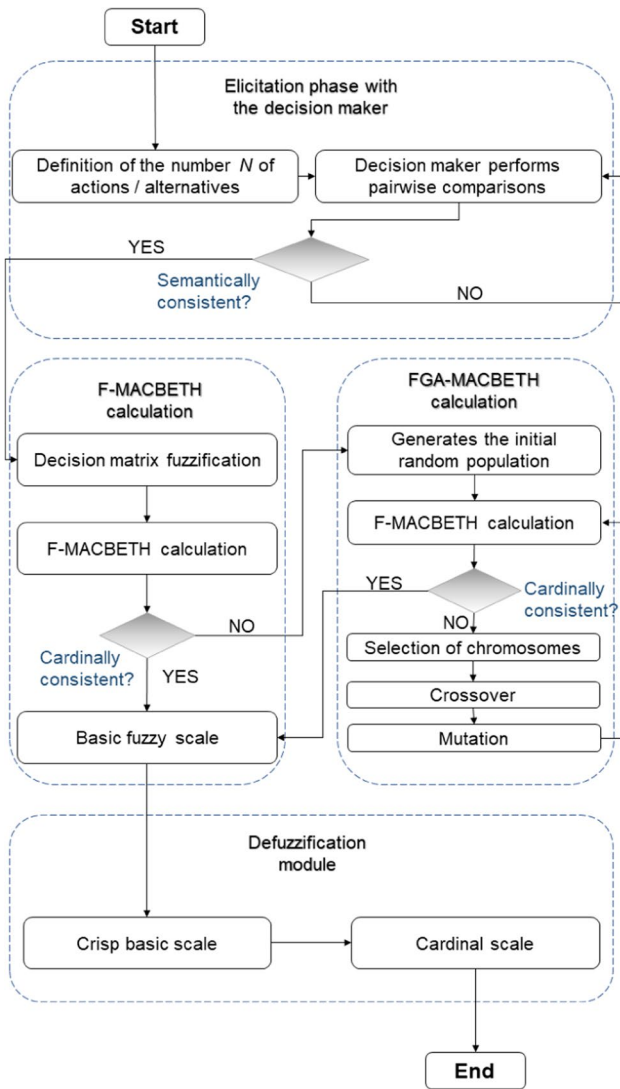 Start
Elicitation phase with
the decision maker
Definition of the number N of
actions / alternatives
Decision maker performs
pairwise comparisons
YES
Semantically
consistent?
NO
F-MACBETH
calculation
Decision matrix fuzzification
F-MACBETH calculation
NO
Cardinally
consistent?
YES
Basic fuzzy scale
FGA-MACBETH
calculation
Generates the initial
random population
F-MACBETH calculation
YES
Cardinally
consistent?
NO
Selection of chromosomes
Crossover
Mutation
Defuzzification
module
Crisp basic scale
Cardinal scale
End